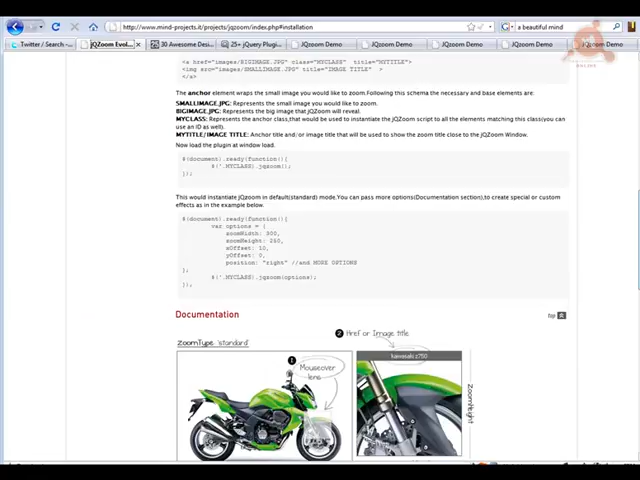 http://www.mind-projects.it/projects/jqzoom/index.php#installation
a beautiful mind
Twitter / Search
jQZoom Evol...
30 Awesome Desi...
25+ jQuery Plugin...
JQzoom Demo
JQzoom Demo
JQzoom Demo
JQzoom Demo
ONLINE
<a href="images/BIGIMAGE.JPG" class="MYCLASS" title="MYTITLE">
<img src="images/SMALLIMAGE.JPG" title="IMAGE TITLE" >
</a>
The anchor element wraps the small image you would like to zoom.Following this schema the necessary and base elements are:
SMALLIMAGE.JPG: Represents the small image you would like to zoom.
BIGIMAGE.JPG: Represents the big image that jQZoom will reveal.
MYCLASS: Represents the anchor class,that would be used to instantiate the jQZoom script to all the elements matching this class(you can
use an ID as well).
MYTITLE/IMAGE TITLE: Anchor title and/or image title that will be used to show the zoom title close to the jQZoom Window.
Now load the plugin at window load.
$(document).ready(function(){
$('.MYCLASS').jqzoom();
});
This would instantiate jQzoom in default(standard) mode.You can pass more options(Documentation section),to create special or custom
effects as in the example below.
$(document).ready(function(){
var options = {
zoomWidth: 300,
zoomHeight: 250,
xOffset: 10,
yOffset: 0,
position: "right" //and MORE OPTIONS
};
$('.MYCLASS').jqzoom(options);
});
Documentation
top
ZoomType 'standard'
2 Href or Image title
1
Mouseover
lens
kawasaki z750
ZoomHeight